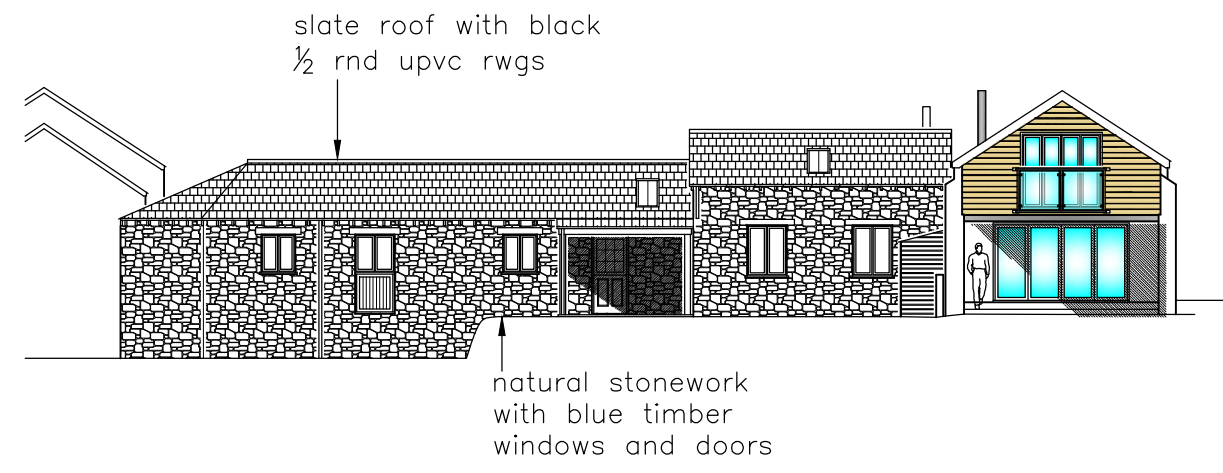 slate roof with black
½ rnd upvc rwgs
natural stonework
with blue timber
windows and doors